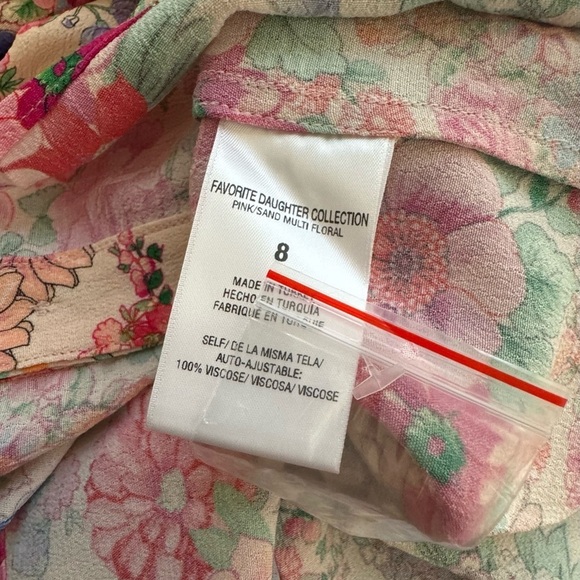 FAVORITE DAUGHTER COLLECTION
PINK/SAND MULTI FLORAL
8
MADE IN TURKEY
HECHO EN TURQUÍA
FABRIQUÉ EN
SELF/ DE LA MISMA TELA/
AUTO-AJUSTABLE:
100% VISCOSE/ VISCOSA/ VISCOSE